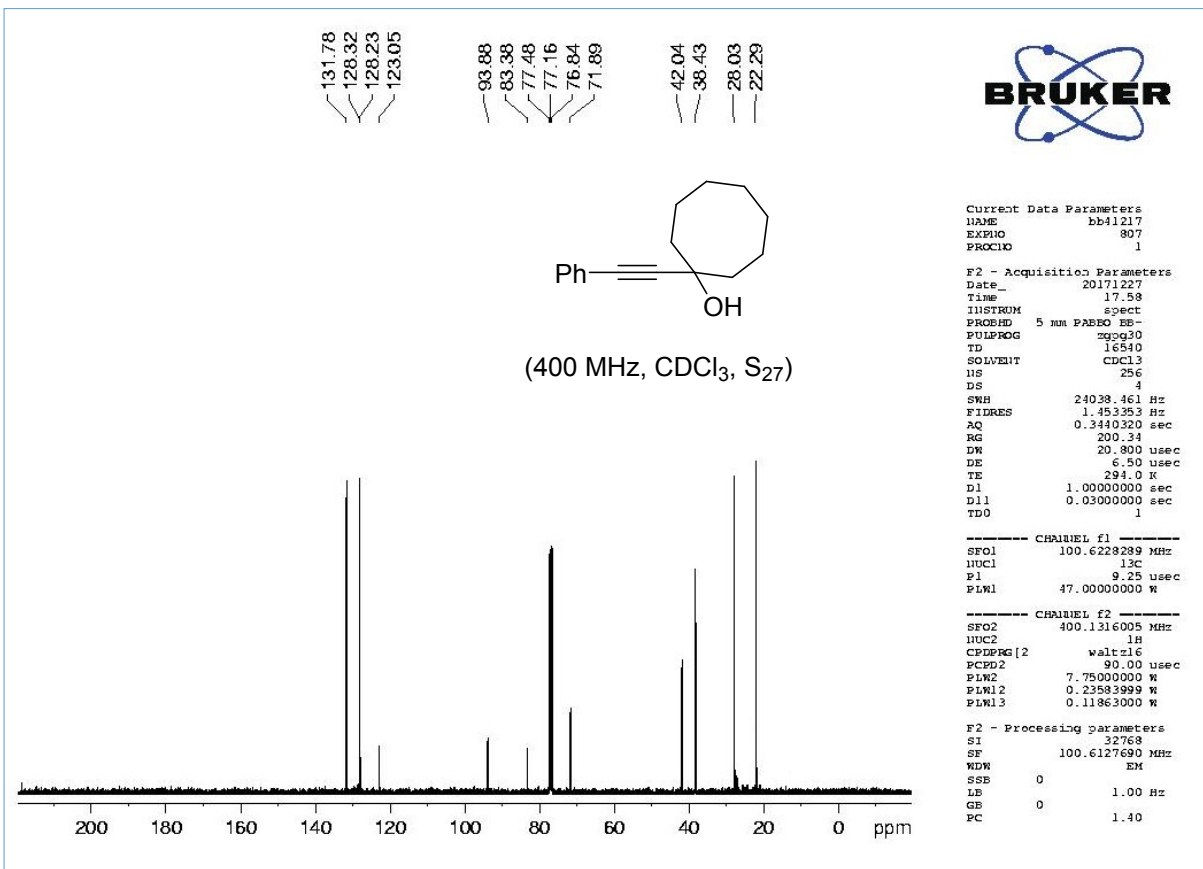 131.78
128.32
128.23
123.05
93.88
83.38
77.48
77.16
76.84
71.89
42.04
38.43
28.03
22.29
BRUKER
Ph
OH
(400 MHz, CDCl3, S27)
Current Data Parameters
NAME bb41217
EXPNO 807
PROCNO 1
F2 - Acquisition Parameters
Date_ 20171227
Time 17.58
INSTRUM spect
PROBHD 5 mm PABBO BB-
PULPROG zgpg30
TD 16540
SOLVENT CDCl3
NS 256
DS 4
SWH 24038.461 Hz
FIDRES 1.453353 Hz
AQ 0.3440320 sec
RG 200.34
DW 20.800 usec
DE 6.50 usec
TE 294.0 K
D1 1.00000000 sec
D11 0.03000000 sec
TD0 1
======== CHANNEL f1 ========
SFO1 100.6228289 MHz
NUC1 13C
P1 9.25 usec
PLW1 47.00000000 W
======== CHANNEL f2 ========
SFO2 400.1316005 MHz
NUC2 1H
CPDPRG[2 waltz16
PCPD2 90.00 usec
PLW2 7.75000000 W
PLW12 0.23583999 W
PLW13 0.11863000 W
F2 - Processing parameters
SI 32768
SF 100.6127690 MHz
WDW EM
SSB 0
LB 1.00 Hz
GB 0
PC 1.40
200 180 160 140 120 100 80 60 40 20 0 ppm